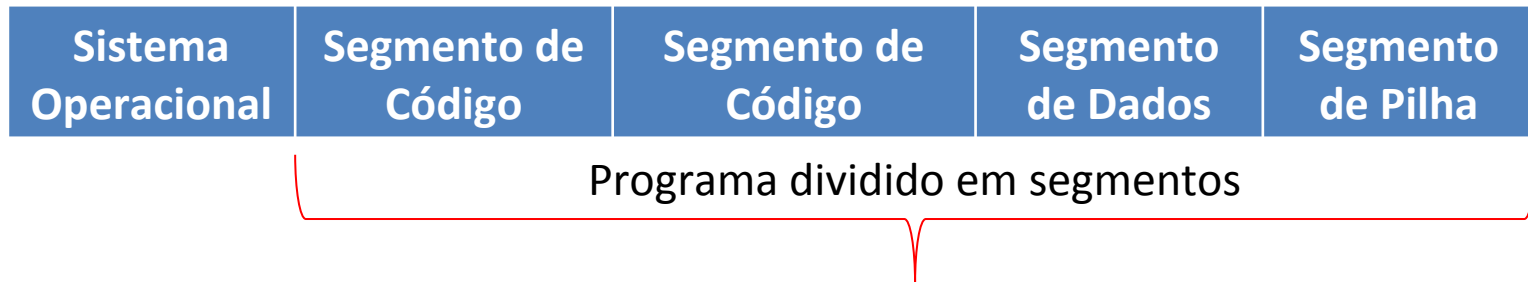 Sistema
Operacional
Segmento de
Código
Segmento de
Código
Segmento
de Dados
Segmento
de Pilha
Programa dividido em segmentos